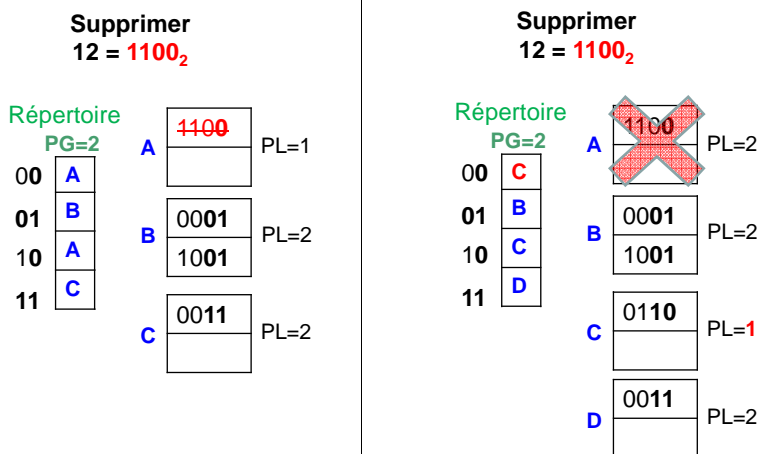 Supprimer
12 = 1100₂
Répertoire
PG=2
00 A
01 B
10 A
11 C
A 1100 PL=1
B 0001 PL=2
1001
C 0011 PL=2
Supprimer
12 = 1100₂
Répertoire
PG=2
00 C
01 B
10 C
11 D
A 1100 PL=2
B 0001 PL=2
1001
C 0110 PL=1
D 0011 PL=2